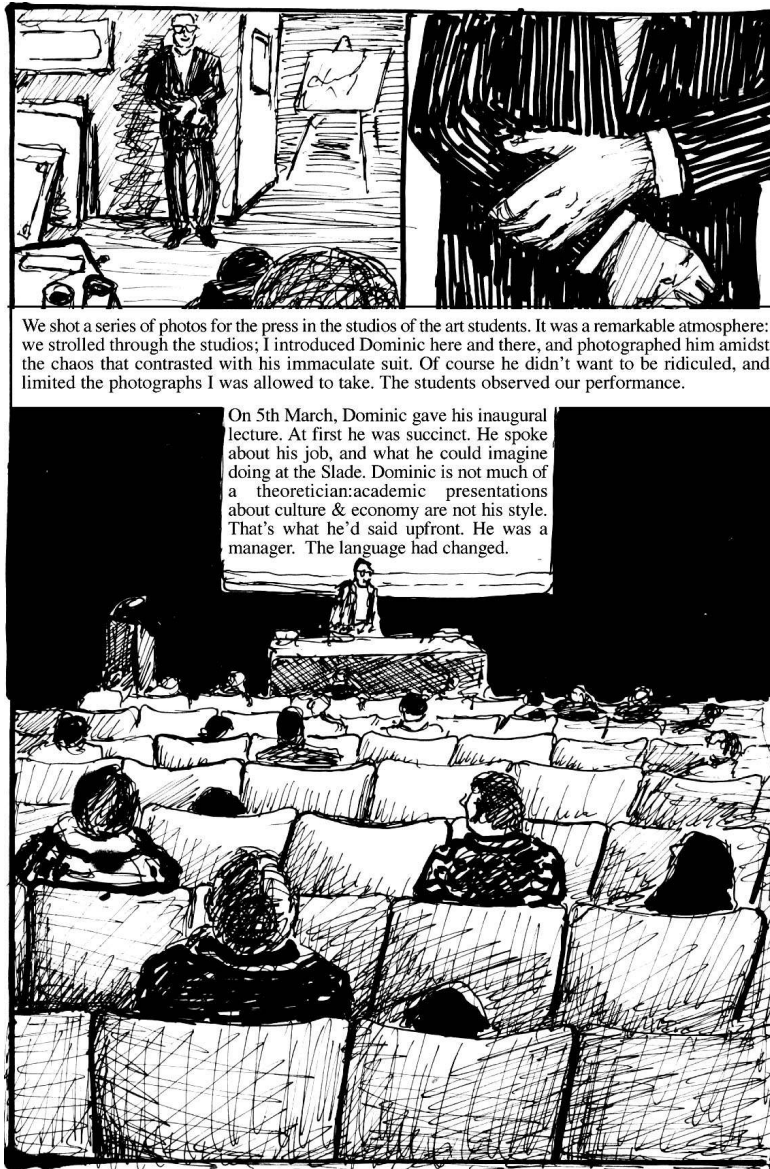 We shot a series of photos for the press in the studios of the art students. It was a remarkable atmosphere:
we strolled through the studios; I introduced Dominic here and there, and photographed him amidst
the chaos that contrasted with his immaculate suit. Of course he didn't want to be ridiculed, and
limited the photographs I was allowed to take. The students observed our performance.
On 5th March, Dominic gave his inaugural
lecture. At first he was succinct. He spoke
about his job, and what he could imagine
doing at the Slade. Dominic is not much of
a theoretician:academic presentations
about culture & economy are not his style.
That's what he'd said upfront. He was a
manager. The language had changed.